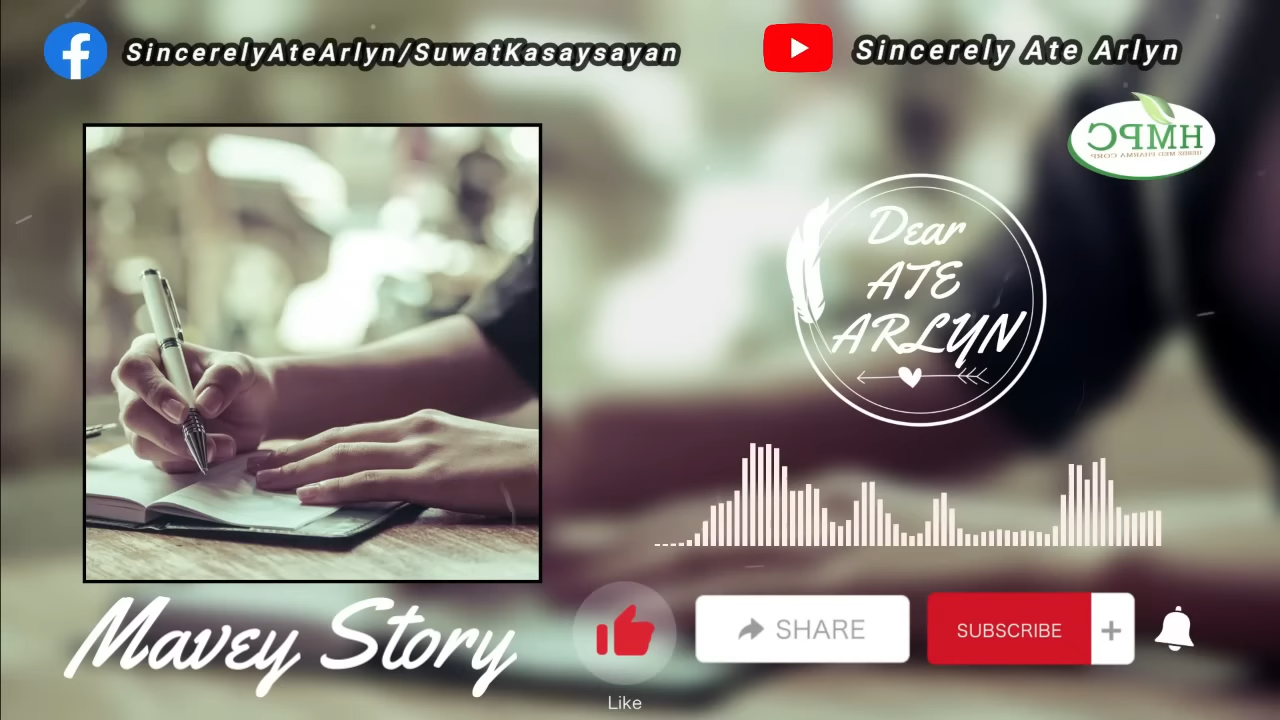 SincerelyAteArlyn/SuwatKasaysayan
Sincerely Ate Arlyn
HMPC
Dear
ATE
ARLYN
Mavey Story
Like
SHARE
SUBSCRIBE
+